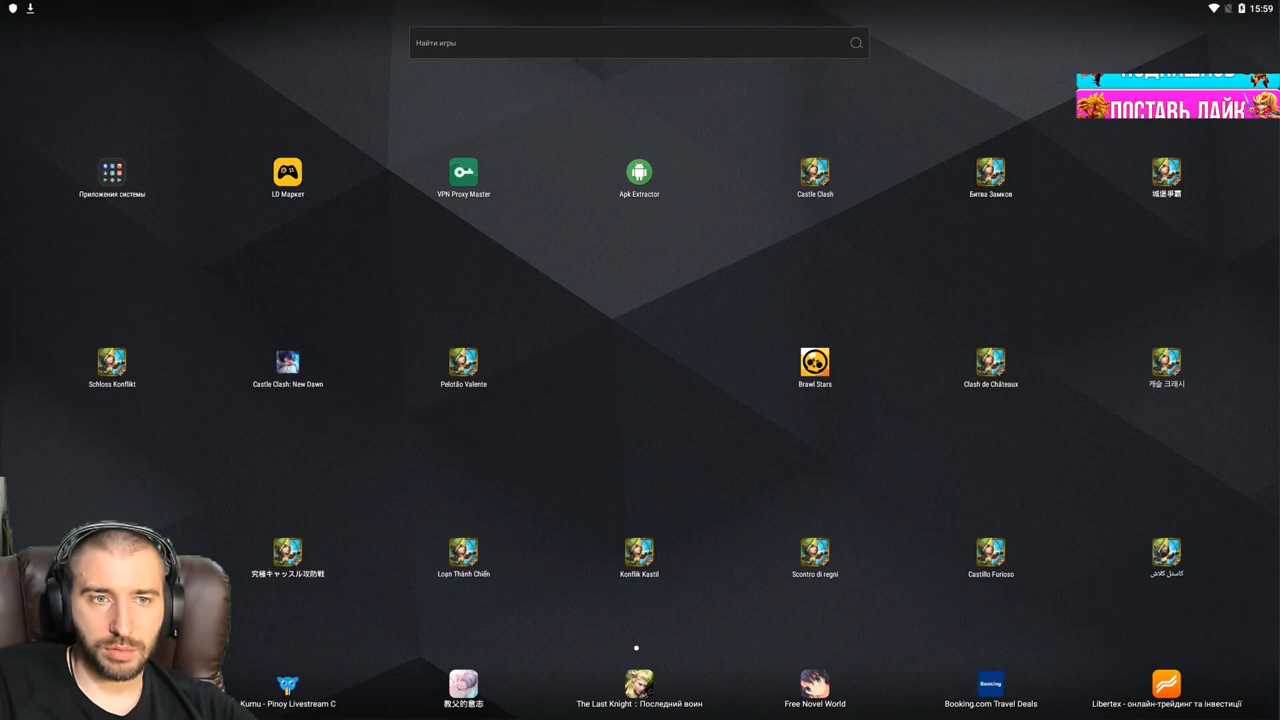 15:59
Найти игры
ПОДПИШИСЬ
ПОСТАВЬ ЛАЙК
Приложения системы
LD Маркет
VPN Proxy Master
Apk Extractor
Castle Clash
Битва Замков
城堡爭霸
Schloss Konflikt
Castle Clash: New Dawn
Pelotão Valente
Brawl Stars
Clash de Châteaux
캐슬 크래시
究極キャッスル攻防戦
Loạn Thành Chiến
Konflik Kastil
Scontro di regni
Castillo Furioso
كاسل كلاش
Kumu - Pinoy Livestream C
教父的意志
The Last Knight : Последний воин
Free Novel World
Booking
Booking.com Travel Deals
Libertex - онлайн-трейдинг та інвестиції